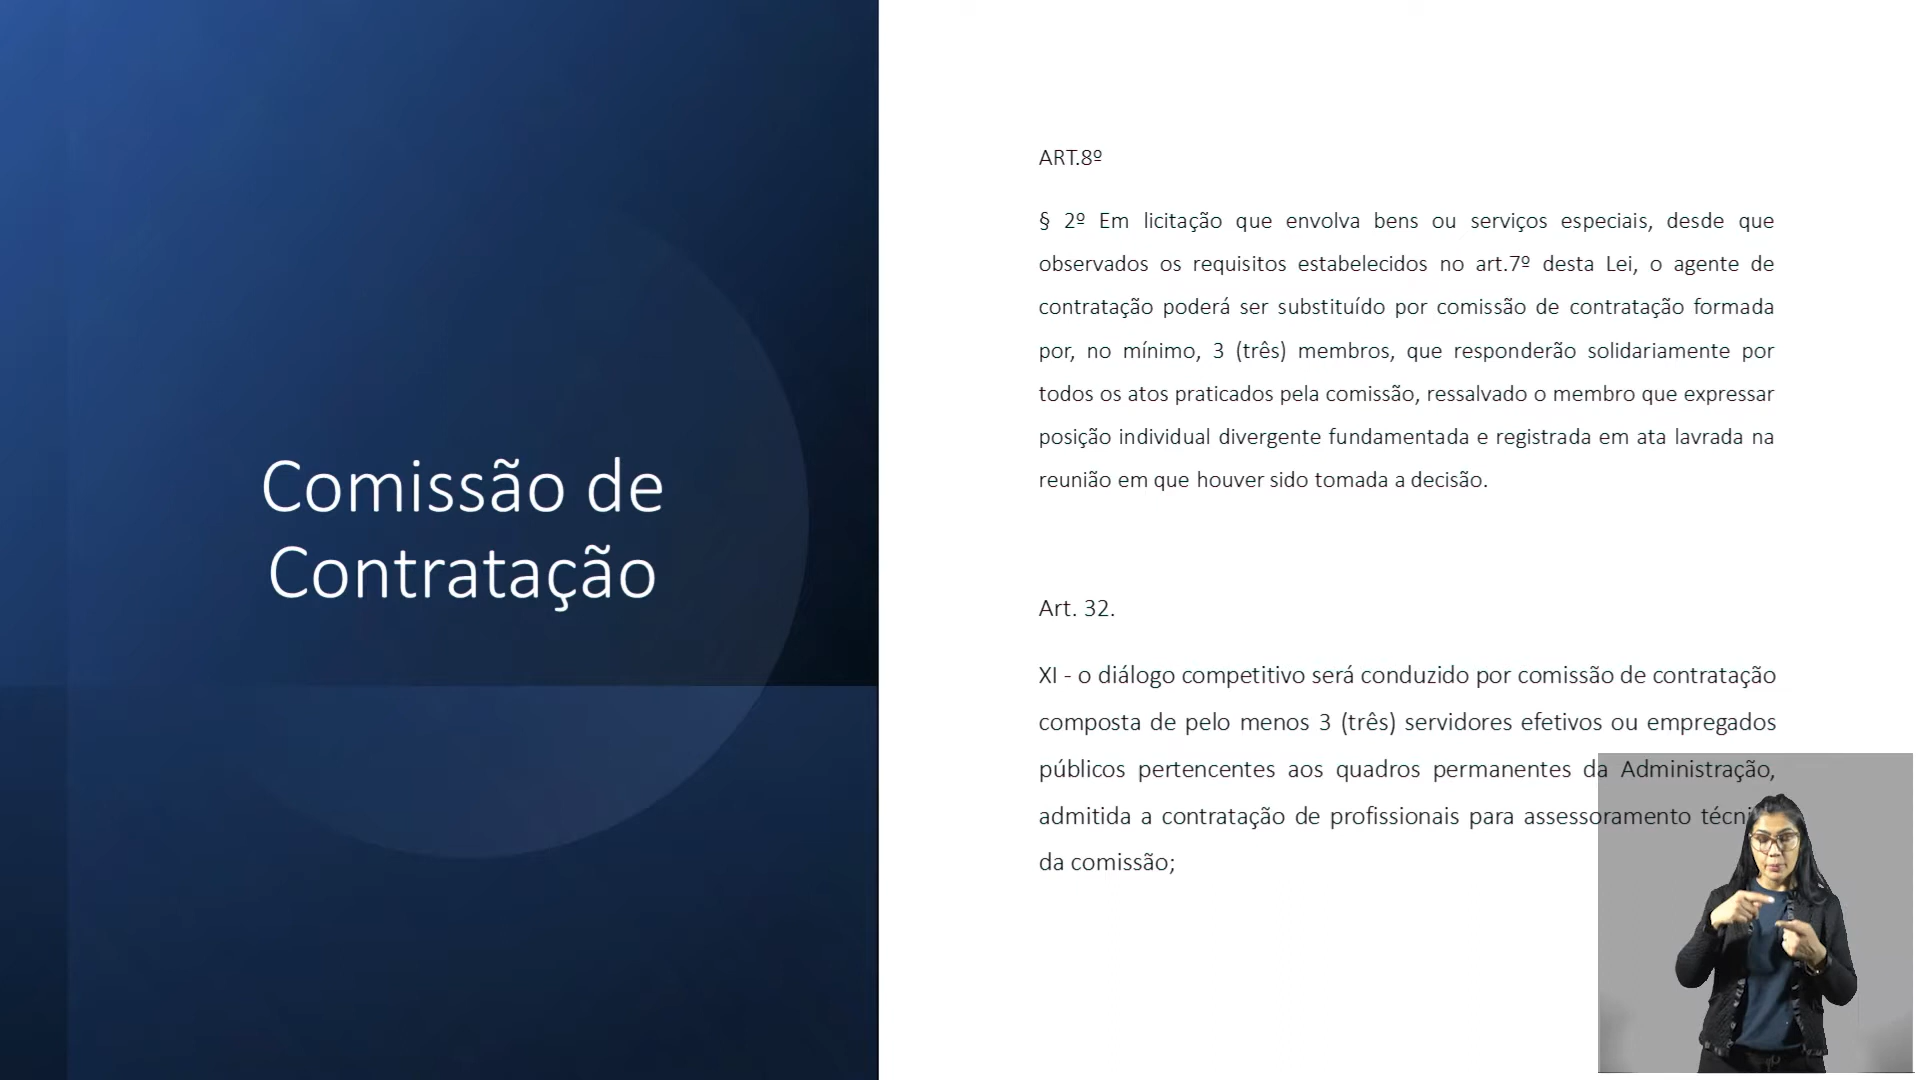 Comissão de
Contratação
ART.8º
§ 2º Em licitação que envolva bens ou serviços especiais, desde que
observados os requisitos estabelecidos no art.7º desta Lei, o agente de
contratação poderá ser substituído por comissão de contratação formada
por, no mínimo, 3 (três) membros, que responderão solidariamente por
todos os atos praticados pela comissão, ressalvado o membro que expressar
posição individual divergente fundamentada e registrada em ata lavrada na
reunião em que houver sido tomada a decisão.
Art. 32.
XI - o diálogo competitivo será conduzido por comissão de contratação
composta de pelo menos 3 (três) servidores efetivos ou empregados
públicos pertencentes aos quadros permanentes da Administração,
admitida a contratação de profissionais para assessoramento
da comissão;